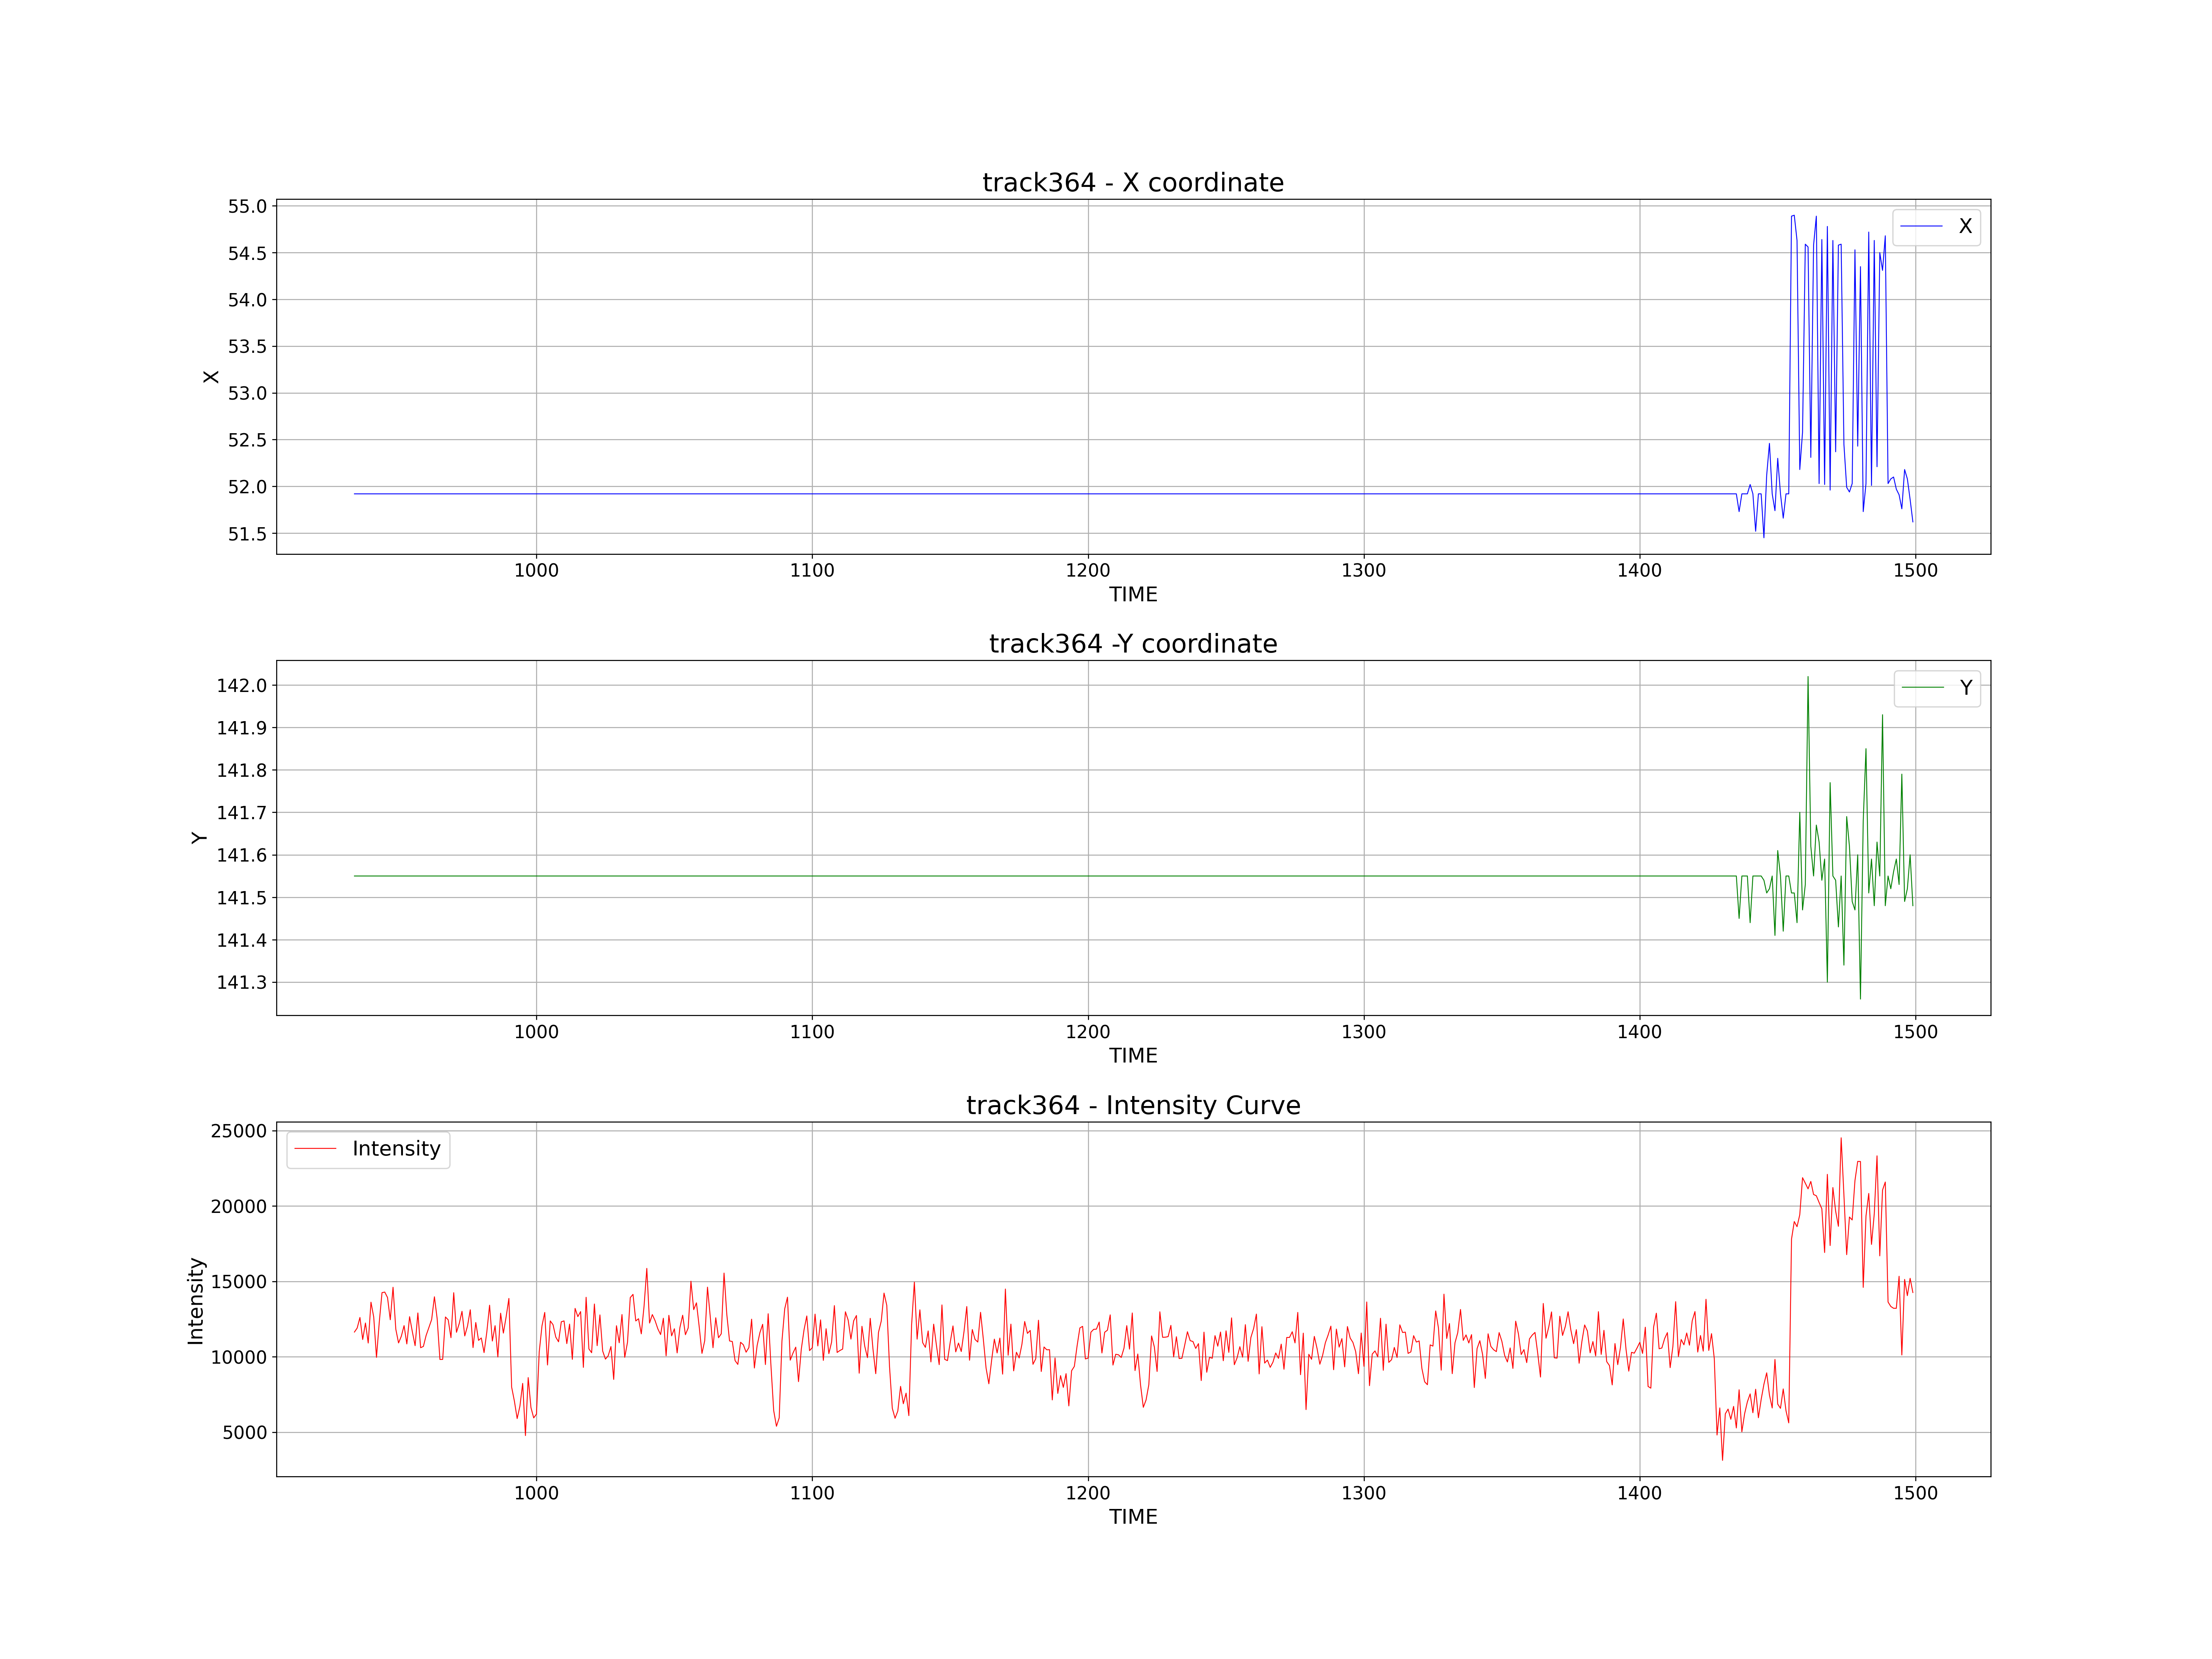 track364 - X coordinate
55.0
54.5
54.0
53.5
53.0
52.5
52.0
51.5
X
X
1000 1100 1200 1300 1400 1500
TIME
track364 -Y coordinate
142.0
141.9
141.8
141.7
141.6
141.5
141.4
141.3
Y
Y
1000 1100 1200 1300 1400 1500
TIME
track364 - Intensity Curve
25000
20000
15000
10000
5000
Intensity
Intensity
1000 1100 1200 1300 1400 1500
TIME